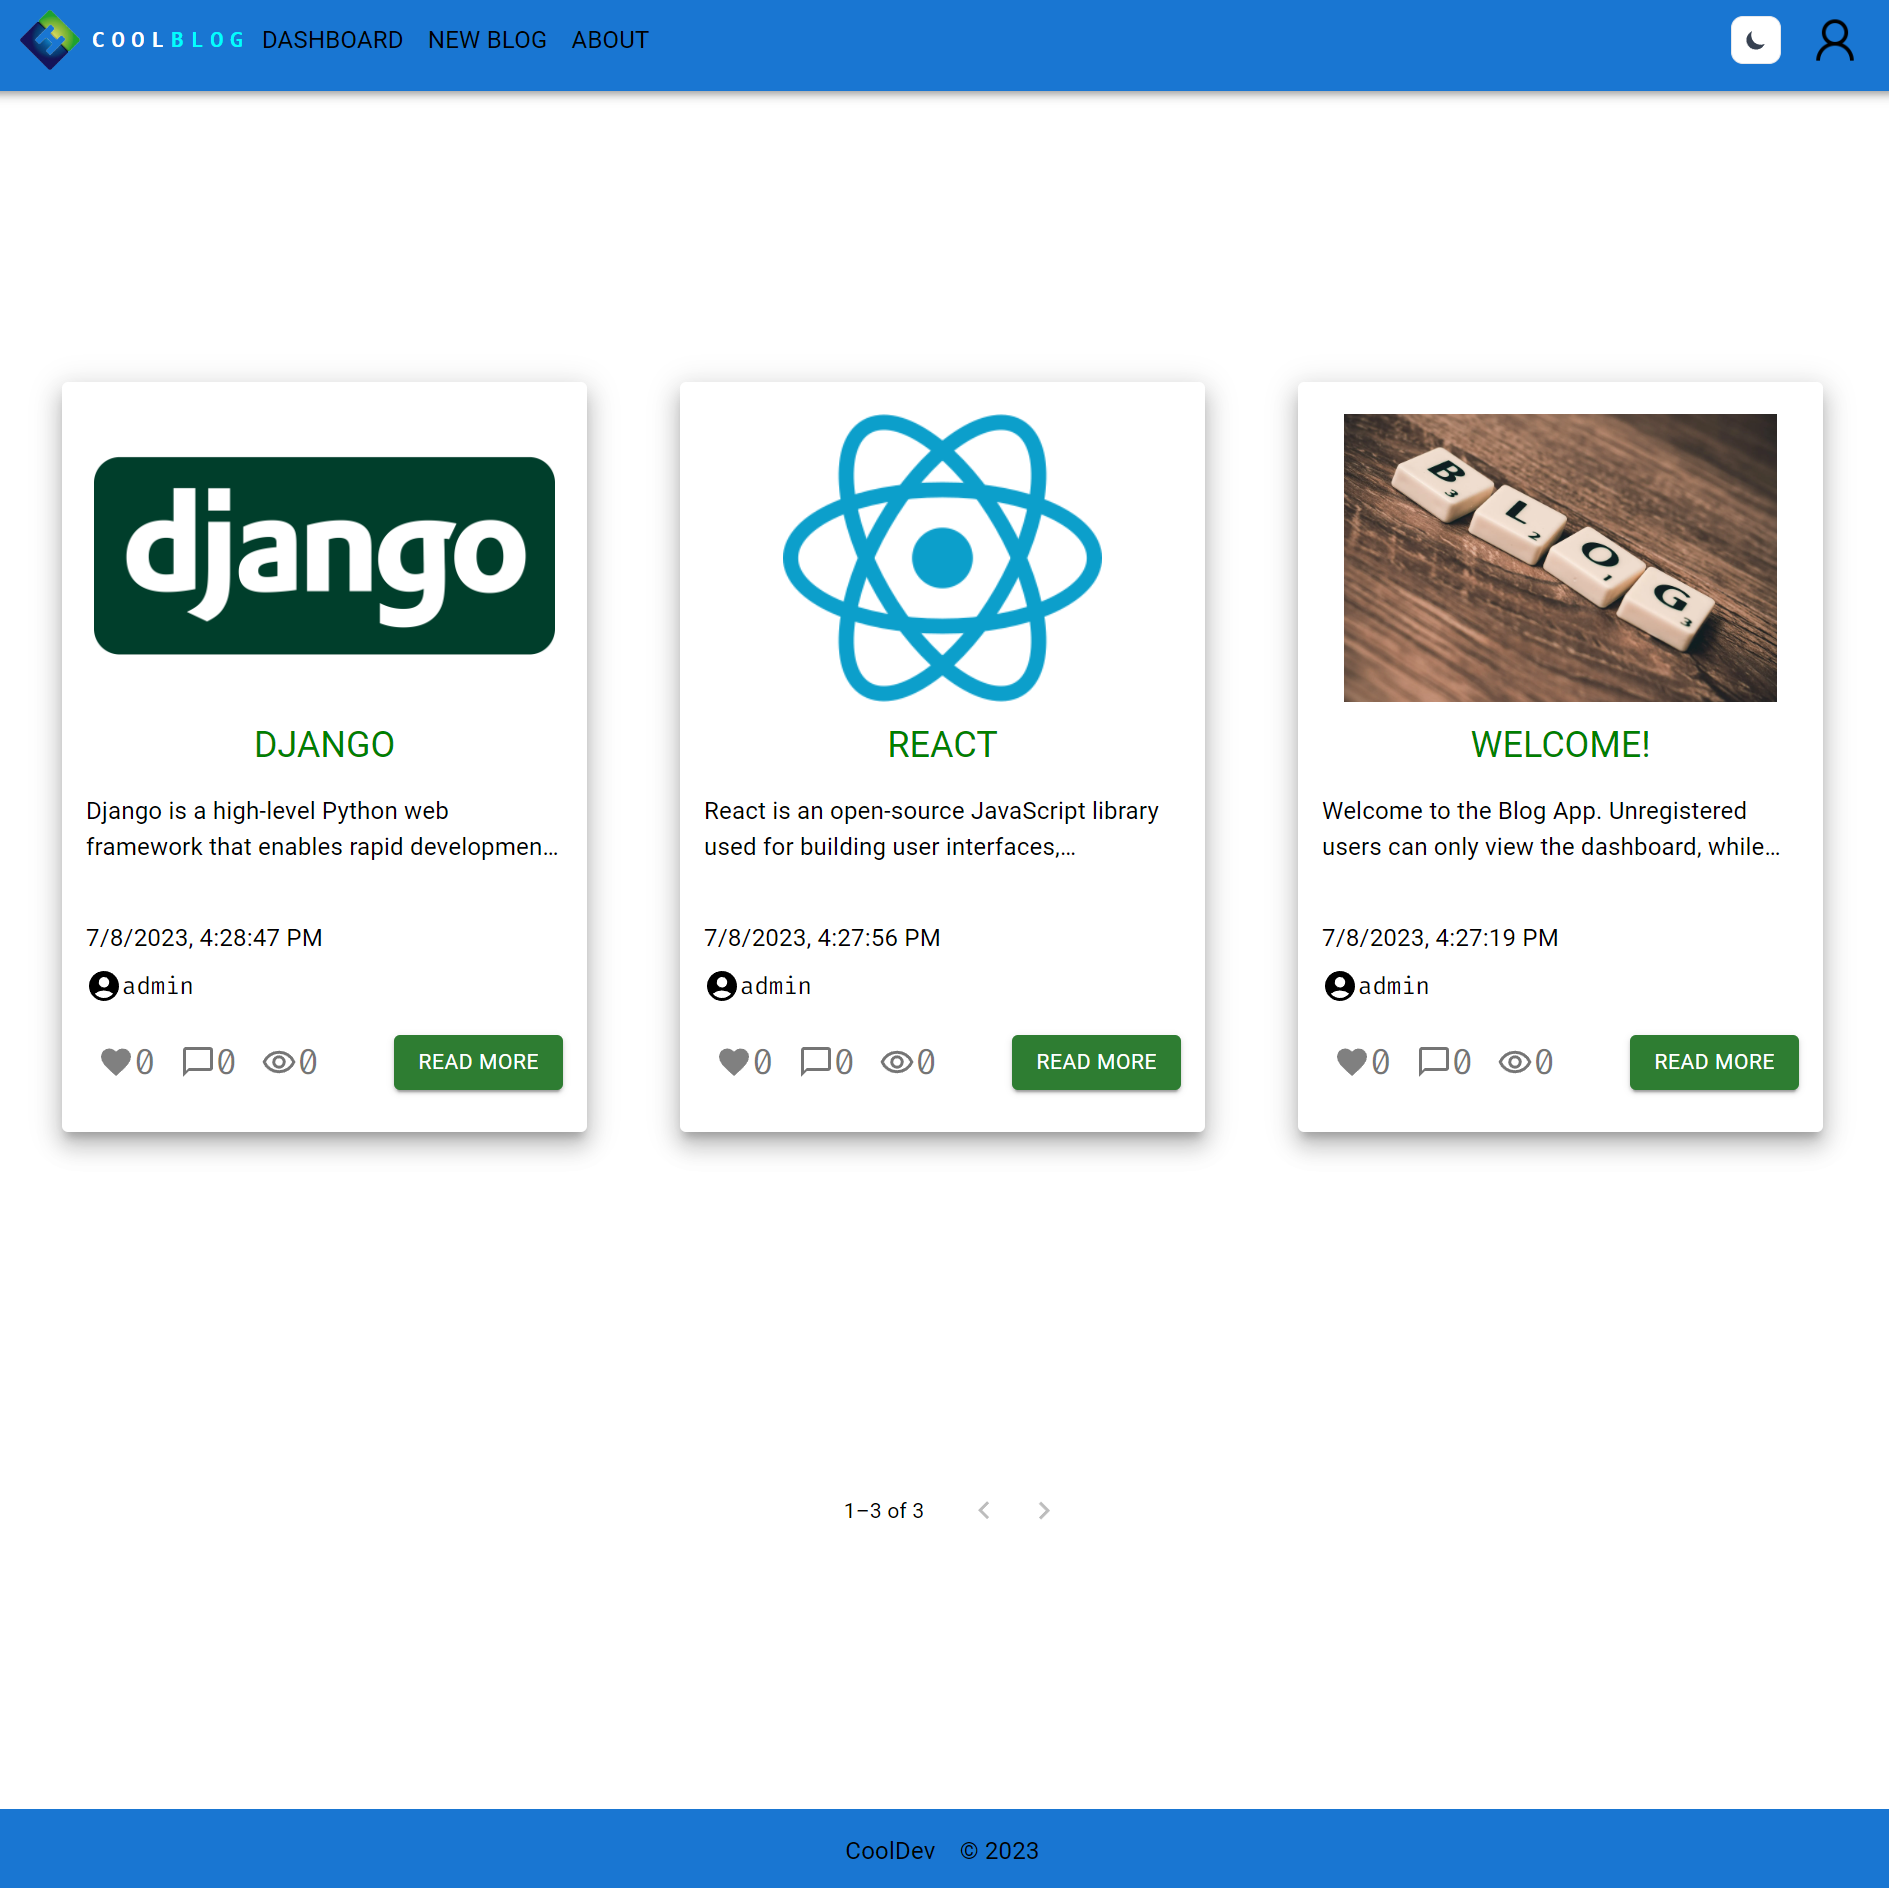 COOLBLOG DASHBOARD NEW BLOG ABOUT
django
B 3 L 2 O 1 G 3
DJANGO
Django is a high-level Python web
framework that enables rapid developmen…
7/8/2023, 4:28:47 PM
admin
0 0 0 READ MORE
REACT
React is an open-source JavaScript library
used for building user interfaces,…
7/8/2023, 4:27:56 PM
admin
0 0 0 READ MORE
WELCOME!
Welcome to the Blog App. Unregistered
users can only view the dashboard, while…
7/8/2023, 4:27:19 PM
admin
0 0 0 READ MORE
1–3 of 3
CoolDev © 2023